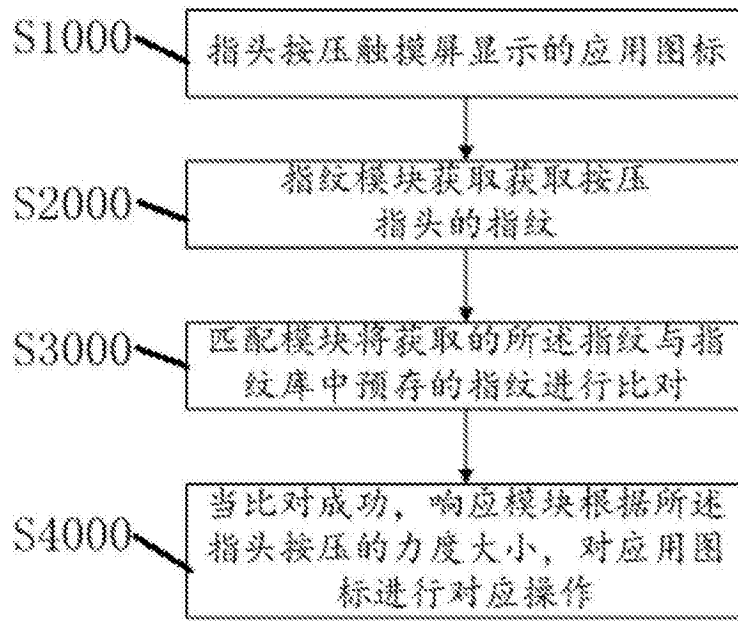 S1000
指头按压触摸屏显示的应用图标
S2000
指纹模块获取获取按压
指头的指纹
S3000
匹配模块将获取的所述指纹与指
纹库中预存的指纹进行比对
S4000
当比对成功，响应模块根据所述
指头按压的力度大小，对应用图
标进行对应操作